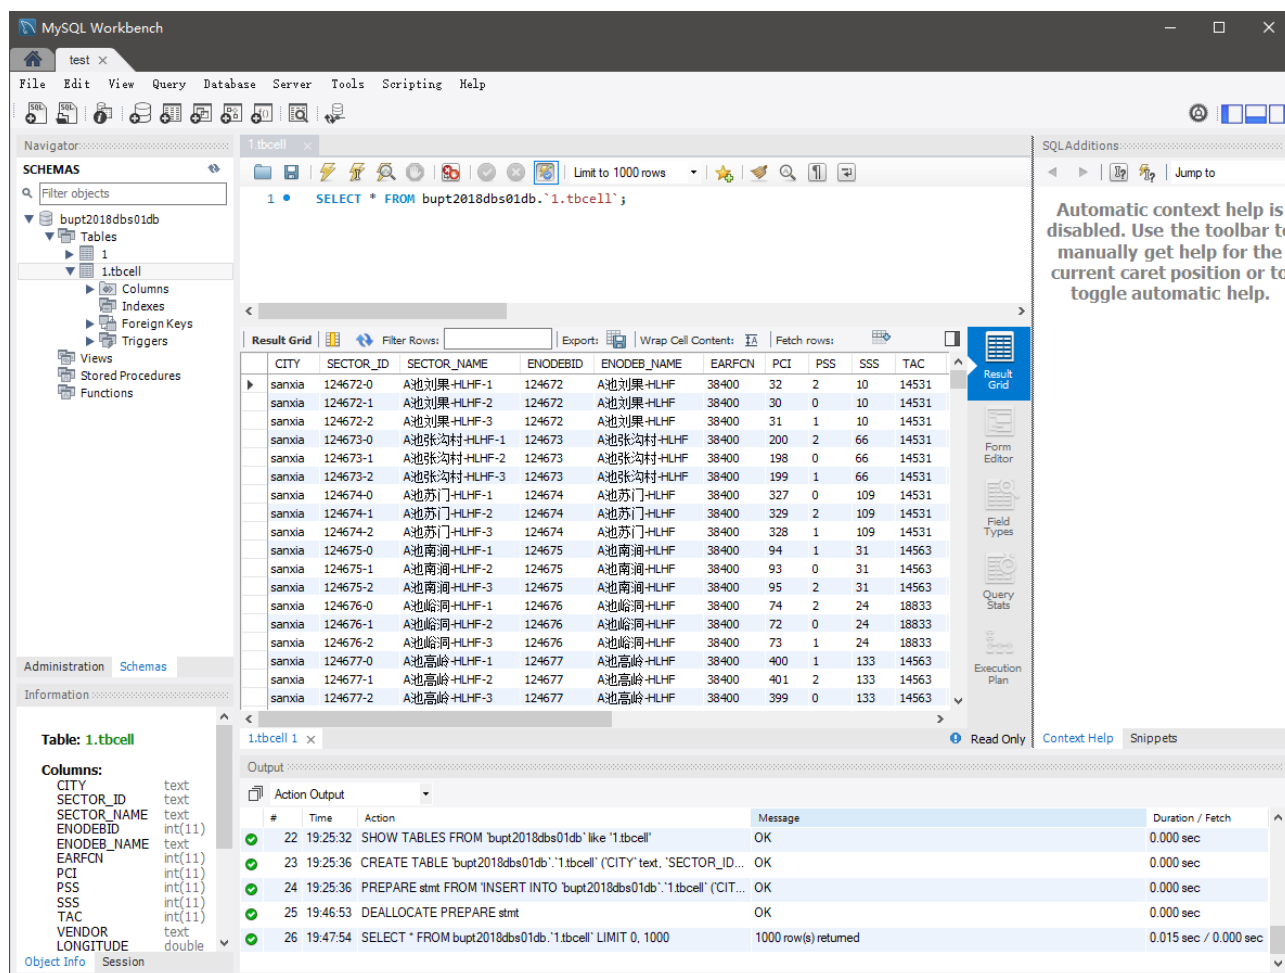 MySQL Workbench
test
File Edit View Query Database Server Tools Scripting Help
Navigator
SCHEMAS
Filter objects
bupt2018dbs01db
Tables
1
1.tbcell
Columns
Indexes
Foreign Keys
Triggers
Views
Stored Procedures
Functions
Administration Schemas
Information
Table: 1.tbcell
Columns:
CITY text
SECTOR_ID text
SECTOR_NAME text
ENODEBID int(11)
ENODEB_NAME text
EARFCN int(11)
PCI int(11)
PSS int(11)
SSS int(11)
TAC int(11)
VENDOR text
LONGITUDE double
Object Info Session
1.tbcell
Limit to 1000 rows
1 SELECT * FROM bupt2018dbs01db.`1.tbcell`;
Result Grid Filter Rows: Export: Wrap Cell Content: Fetch rows:
CITY SECTOR_ID SECTOR_NAME ENODEBID ENODEB_NAME EARFCN PCI PSS SSS TAC
sanxia 124672-0 A池刘果-HLHF-1 124672 A池刘果-HLHF 38400 32 2 10 14531
sanxia 124672-1 A池刘果-HLHF-2 124672 A池刘果-HLHF 38400 30 0 10 14531
sanxia 124672-2 A池刘果-HLHF-3 124672 A池刘果-HLHF 38400 31 1 10 14531
sanxia 124673-0 A池张沟村-HLHF-1 124673 A池张沟村-HLHF 38400 200 2 66 14531
sanxia 124673-1 A池张沟村-HLHF-2 124673 A池张沟村-HLHF 38400 198 0 66 14531
sanxia 124673-2 A池张沟村-HLHF-3 124673 A池张沟村-HLHF 38400 199 1 66 14531
sanxia 124674-0 A池苏门-HLHF-1 124674 A池苏门-HLHF 38400 327 0 109 14531
sanxia 124674-1 A池苏门-HLHF-2 124674 A池苏门-HLHF 38400 329 2 109 14531
sanxia 124674-2 A池苏门-HLHF-3 124674 A池苏门-HLHF 38400 328 1 109 14531
sanxia 124675-0 A池南涧-HLHF-1 124675 A池南涧-HLHF 38400 94 1 31 14563
sanxia 124675-1 A池南涧-HLHF-2 124675 A池南涧-HLHF 38400 93 0 31 14563
sanxia 124675-2 A池南涧-HLHF-3 124675 A池南涧-HLHF 38400 95 2 31 14563
sanxia 124676-0 A池峪洞-HLHF-1 124676 A池峪洞-HLHF 38400 74 2 24 18833
sanxia 124676-1 A池峪洞-HLHF-2 124676 A池峪洞-HLHF 38400 72 0 24 18833
sanxia 124676-2 A池峪洞-HLHF-3 124676 A池峪洞-HLHF 38400 73 1 24 18833
sanxia 124677-0 A池高岭-HLHF-1 124677 A池高岭-HLHF 38400 400 1 133 14563
sanxia 124677-1 A池高岭-HLHF-2 124677 A池高岭-HLHF 38400 401 2 133 14563
sanxia 124677-2 A池高岭-HLHF-3 124677 A池高岭-HLHF 38400 399 0 133 14563
Result
Grid
Form
Editor
Field
Types
Query
Stats
Execution
Plan
1.tbcell 1
Read Only
SQLAdditions
Jump to
Automatic context help is
disabled. Use the toolbar to
manually get help for the
current caret position or to
toggle automatic help.
Context Help Snippets
Output
Action Output
# Time Action Message Duration / Fetch
22 19:25:32 SHOW TABLES FROM `bupt2018dbs01db` like '1.tbcell' OK 0.000 sec
23 19:25:36 CREATE TABLE `bupt2018dbs01db`.`1.tbcell` (`CITY` text, `SECTOR_ID... OK 0.000 sec
24 19:25:36 PREPARE stmt FROM 'INSERT INTO `bupt2018dbs01db`.`1.tbcell` (`CIT... OK 0.000 sec
25 19:46:53 DEALLOCATE PREPARE stmt OK 0.000 sec
26 19:47:54 SELECT * FROM bupt2018dbs01db.`1.tbcell` LIMIT 0, 1000 1000 row(s) returned 0.015 sec / 0.000 sec